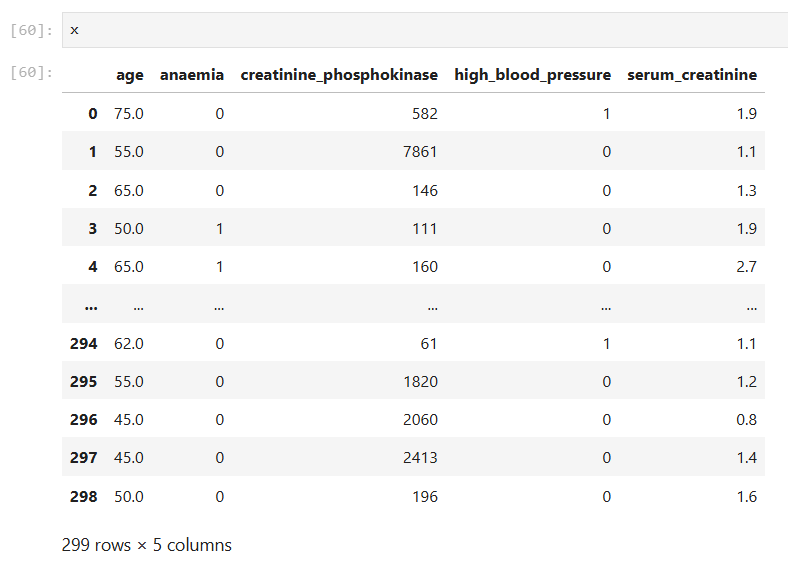 [60]: x
[60]:
age anaemia creatinine_phosphokinase high_blood_pressure serum_creatinine
0 75.0 0 582 1 1.9
1 55.0 0 7861 0 1.1
2 65.0 0 146 0 1.3
3 50.0 1 111 0 1.9
4 65.0 1 160 0 2.7
... ... ... ... ... ...
294 62.0 0 61 1 1.1
295 55.0 0 1820 0 1.2
296 45.0 0 2060 0 0.8
297 45.0 0 2413 0 1.4
298 50.0 0 196 0 1.6
299 rows × 5 columns